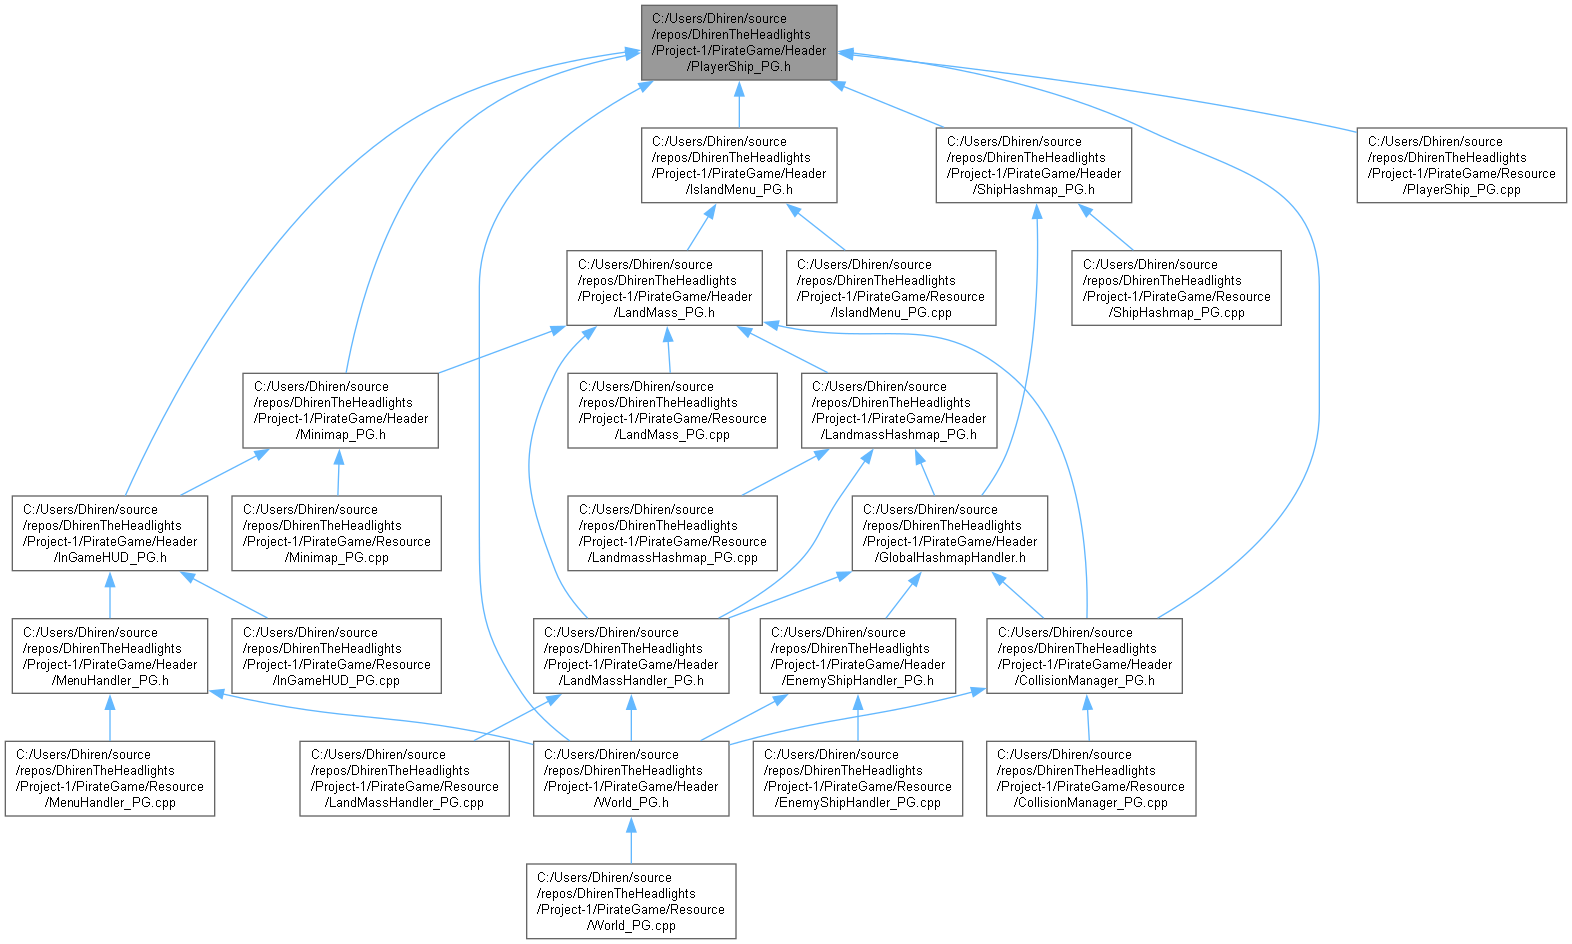 C:/Users/Dhiren/source
/repos/DhirenTheHeadlights
/Project-1/PirateGame/Header
/PlayerShip_PG.h
C:/Users/Dhiren/source
/repos/DhirenTheHeadlights
/Project-1/PirateGame/Header
/IslandMenu_PG.h
C:/Users/Dhiren/source
/repos/DhirenTheHeadlights
/Project-1/PirateGame/Header
/ShipHashmap_PG.h
C:/Users/Dhiren/source
/repos/DhirenTheHeadlights
/Project-1/PirateGame/Resource
/PlayerShip_PG.cpp
C:/Users/Dhiren/source
/repos/DhirenTheHeadlights
/Project-1/PirateGame/Header
/LandMass_PG.h
C:/Users/Dhiren/source
/repos/DhirenTheHeadlights
/Project-1/PirateGame/Resource
/IslandMenu_PG.cpp
C:/Users/Dhiren/source
/repos/DhirenTheHeadlights
/Project-1/PirateGame/Resource
/ShipHashmap_PG.cpp
C:/Users/Dhiren/source
/repos/DhirenTheHeadlights
/Project-1/PirateGame/Header
/Minimap_PG.h
C:/Users/Dhiren/source
/repos/DhirenTheHeadlights
/Project-1/PirateGame/Resource
/LandMass_PG.cpp
C:/Users/Dhiren/source
/repos/DhirenTheHeadlights
/Project-1/PirateGame/Header
/LandmassHashmap_PG.h
C:/Users/Dhiren/source
/repos/DhirenTheHeadlights
/Project-1/PirateGame/Header
/InGameHUD_PG.h
C:/Users/Dhiren/source
/repos/DhirenTheHeadlights
/Project-1/PirateGame/Resource
/Minimap_PG.cpp
C:/Users/Dhiren/source
/repos/DhirenTheHeadlights
/Project-1/PirateGame/Resource
/LandmassHashmap_PG.cpp
C:/Users/Dhiren/source
/repos/DhirenTheHeadlights
/Project-1/PirateGame/Header
/GlobalHashmapHandler.h
C:/Users/Dhiren/source
/repos/DhirenTheHeadlights
/Project-1/PirateGame/Header
/MenuHandler_PG.h
C:/Users/Dhiren/source
/repos/DhirenTheHeadlights
/Project-1/PirateGame/Resource
/InGameHUD_PG.cpp
C:/Users/Dhiren/source
/repos/DhirenTheHeadlights
/Project-1/PirateGame/Header
/LandMassHandler_PG.h
C:/Users/Dhiren/source
/repos/DhirenTheHeadlights
/Project-1/PirateGame/Header
/EnemyShipHandler_PG.h
C:/Users/Dhiren/source
/repos/DhirenTheHeadlights
/Project-1/PirateGame/Header
/CollisionManager_PG.h
C:/Users/Dhiren/source
/repos/DhirenTheHeadlights
/Project-1/PirateGame/Resource
/MenuHandler_PG.cpp
C:/Users/Dhiren/source
/repos/DhirenTheHeadlights
/Project-1/PirateGame/Resource
/LandMassHandler_PG.cpp
C:/Users/Dhiren/source
/repos/DhirenTheHeadlights
/Project-1/PirateGame/Header
/World_PG.h
C:/Users/Dhiren/source
/repos/DhirenTheHeadlights
/Project-1/PirateGame/Resource
/EnemyShipHandler_PG.cpp
C:/Users/Dhiren/source
/repos/DhirenTheHeadlights
/Project-1/PirateGame/Resource
/CollisionManager_PG.cpp
C:/Users/Dhiren/source
/repos/DhirenTheHeadlights
/Project-1/PirateGame/Resource
/World_PG.cpp